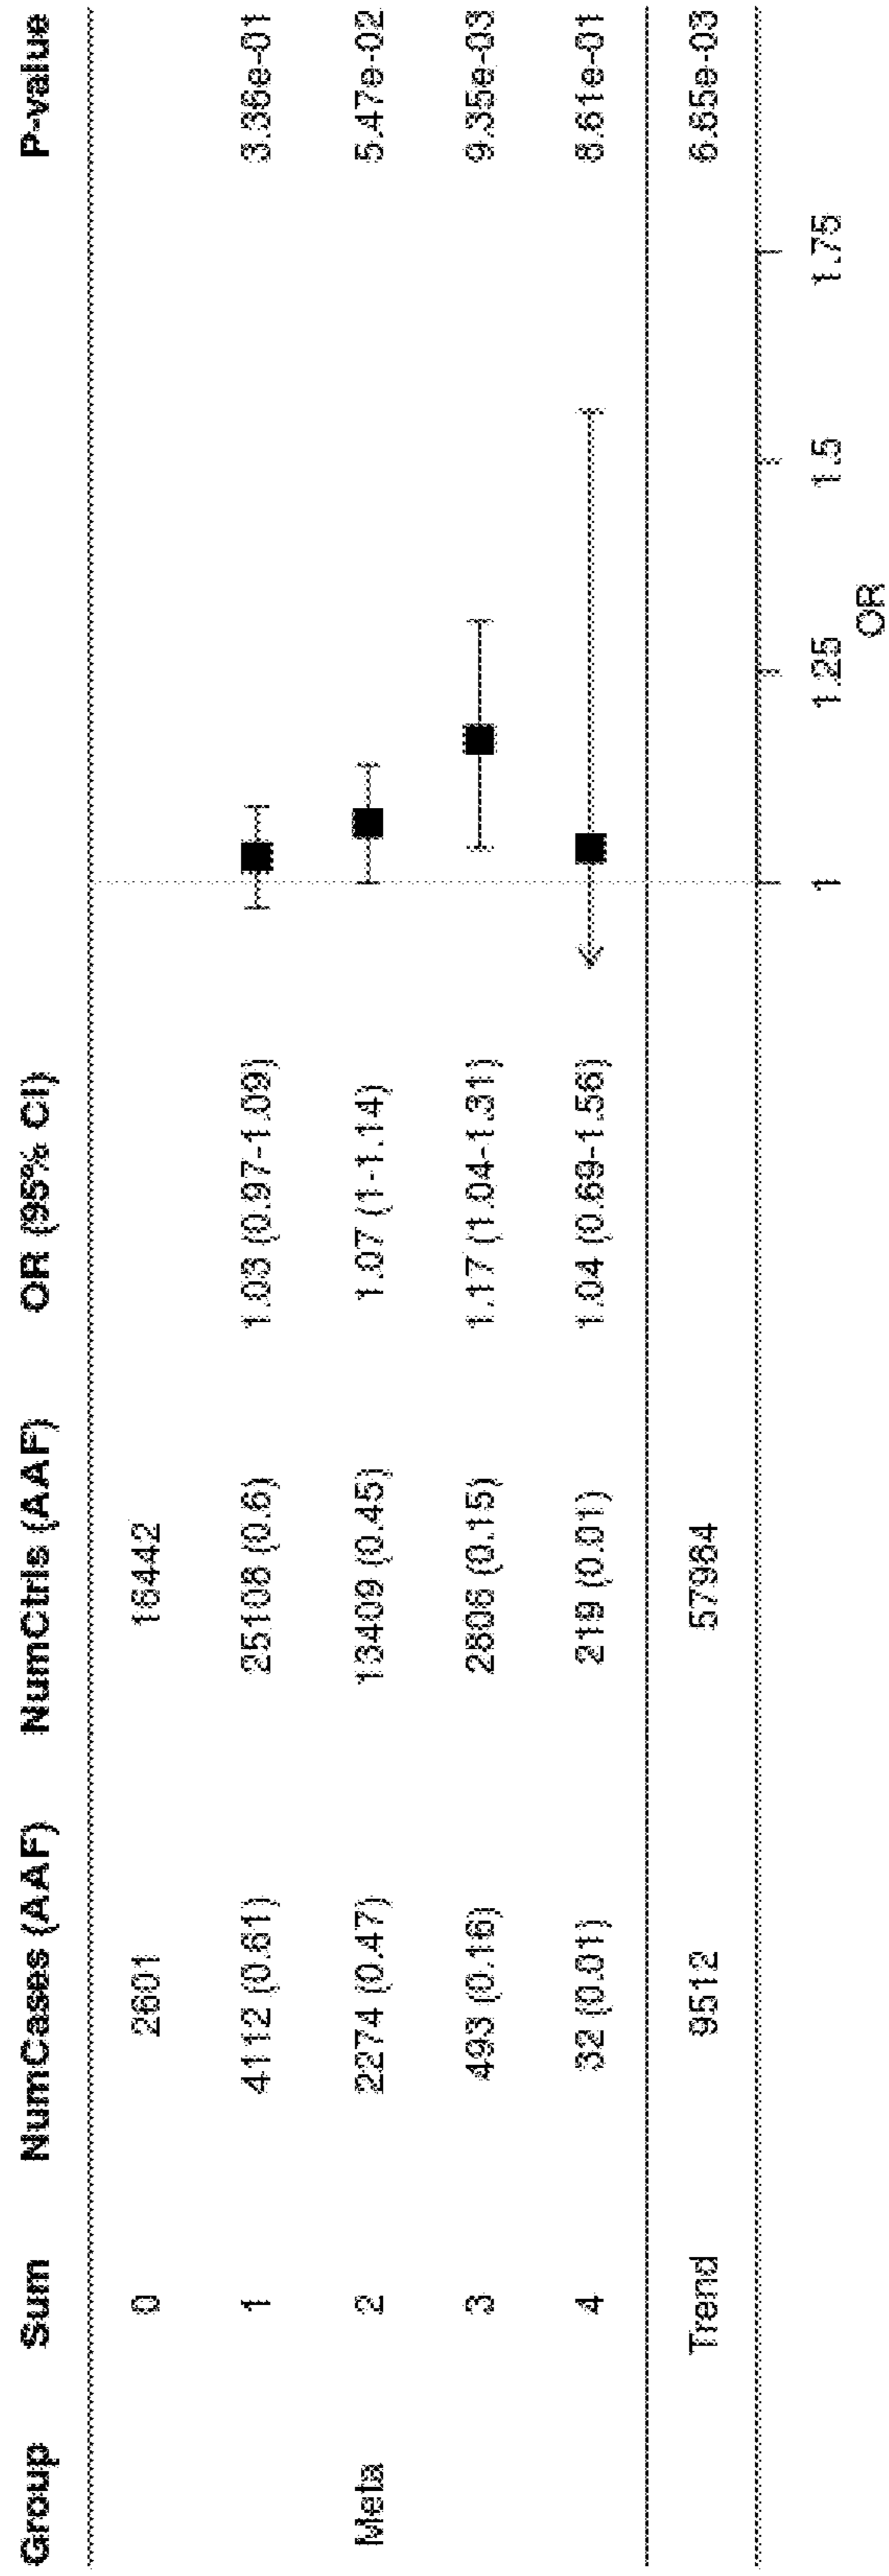 Group Sum NumCases (AAF) NumCtrls (AAF) OR (95% CI) P-value
0 2601 16442
1 4112 (0.61) 25108 (0.6) 1.03 (0.97-1.09) 3.36e-01
Meta 2 2274 (0.47) 13409 (0.45) 1.07 (1-1.14) 5.47e-02
3 493 (0.16) 2806 (0.15) 1.17 (1.04-1.31) 9.35e-03
4 32 (0.01) 219 (0.01) 1.04 (0.69-1.56) 8.61e-01
Trend 9512 57984 6.65e-03
1 1.25 1.5 1.75
OR